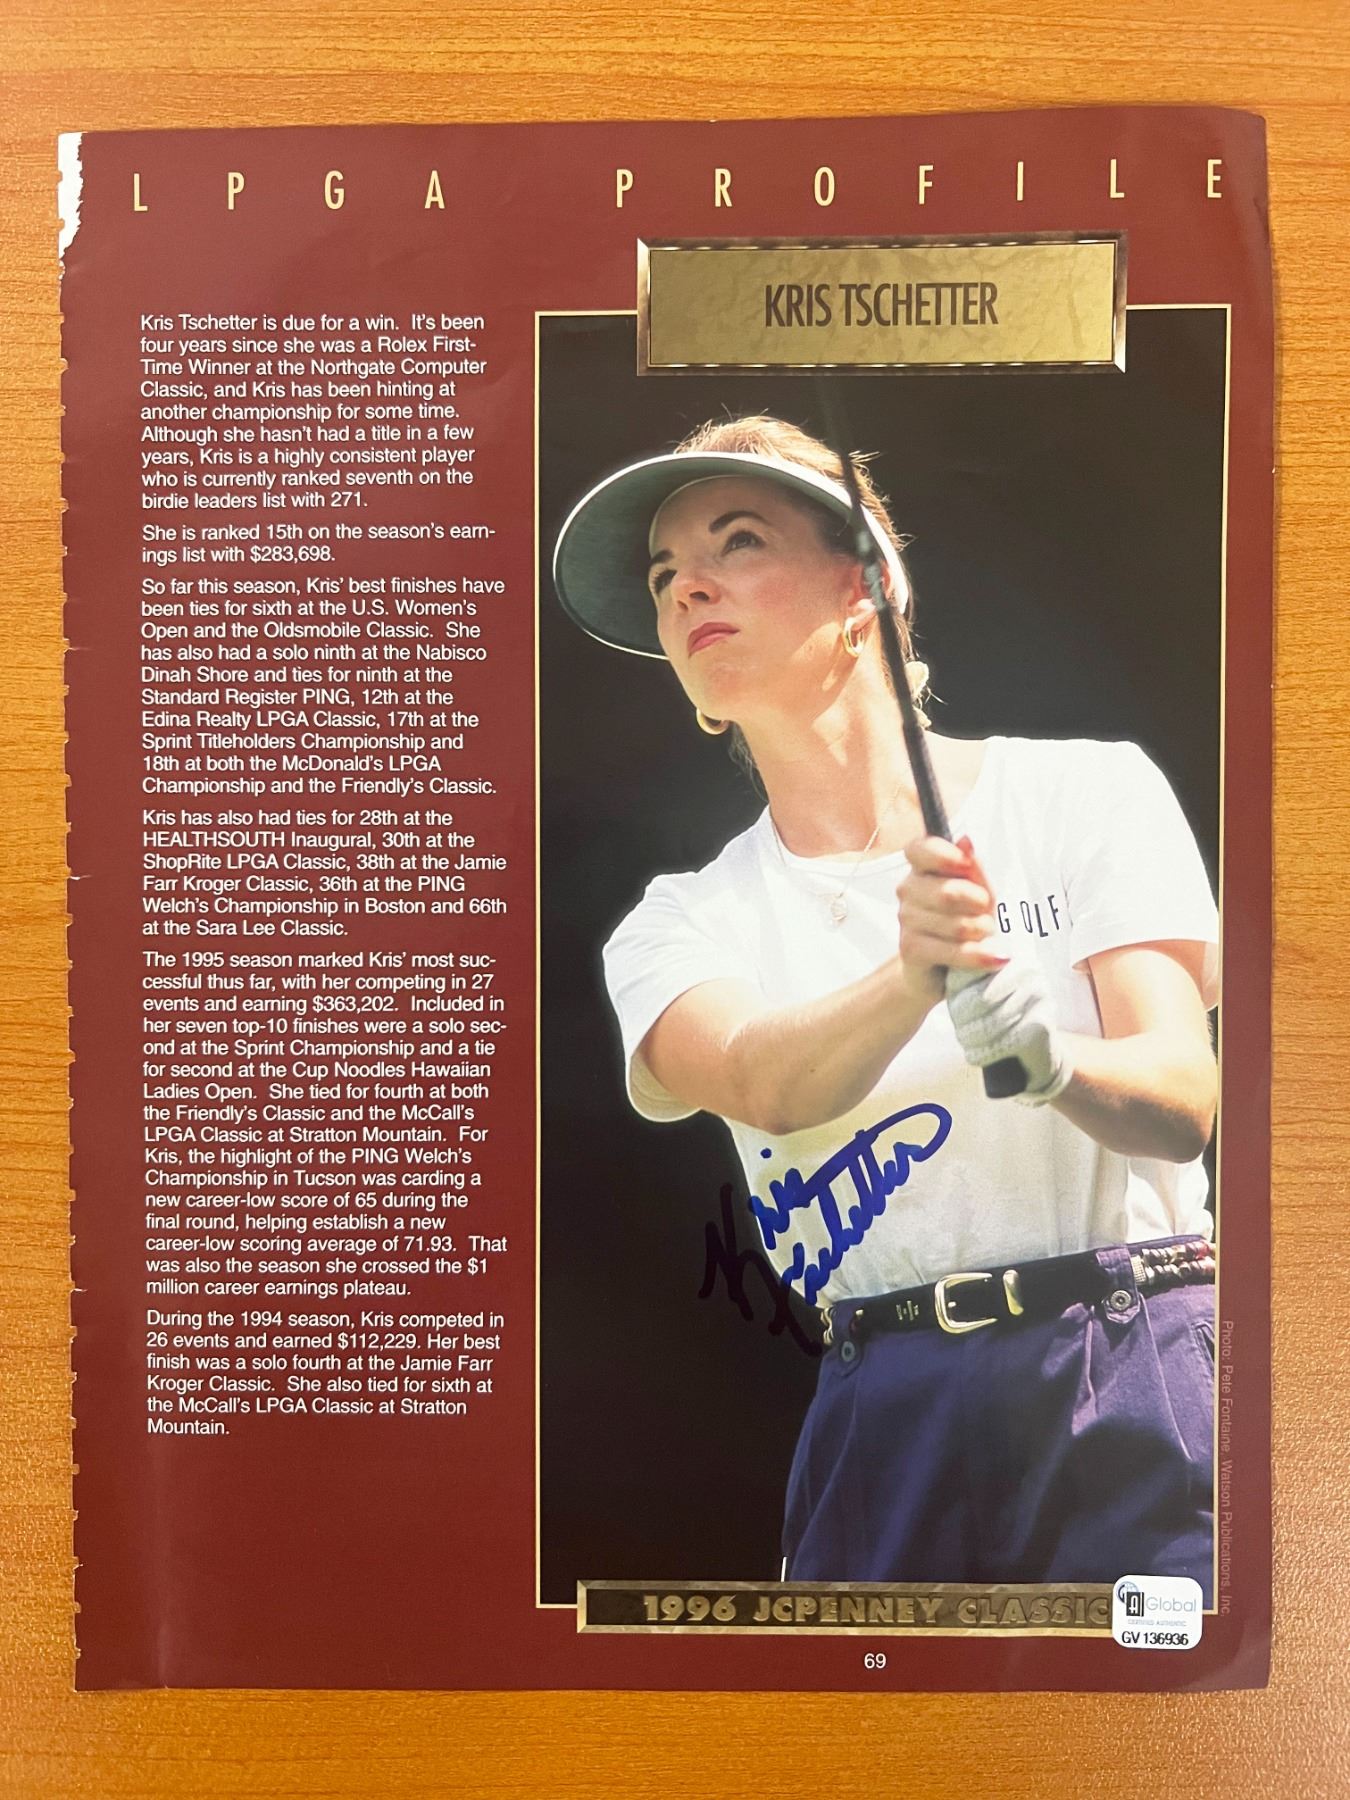 LPGA PROFILE
KRIS TSCHETTER
Kris Tschetter is due for a win. It's been
four years since she was a Rolex First-
Time Winner at the Northgate Computer
Classic, and Kris has been hinting at
another championship for some time.
Although she hasn't had a title in a few
years, Kris is a highly consistent player
who is currently ranked seventh on the
birdie leaders list with 271.
She is ranked 15th on the season's earn-
ings list with $283,698.
So far this season, Kris' best finishes have
been ties for sixth at the U.S. Women's
Open and the Oldsmobile Classic. She
has also had a solo ninth at the Nabisco
Dinah Shore and ties for ninth at the
Standard Register PING, 12th at the
Edina Realty LPGA Classic, 17th at the
Sprint Titleholders Championship and
18th at both the McDonald's LPGA
Championship and the Friendly's Classic.
Kris has also had ties for 28th at the
HEALTHSOUTH Inaugural, 30th at the
ShopRite LPGA Classic, 38th at the Jamie
Farr Kroger Classic, 36th at the PING
Welch's Championship in Boston and 66th
at the Sara Lee Classic.
The 1995 season marked Kris' most suc-
cessful thus far, with her competing in 27
events and earning $363,202. Included in
her seven top-10 finishes were a solo sec-
ond at the Sprint Championship and a tie
for second at the Cup Noodles Hawaiian
Ladies Open. She tied for fourth at both
the Friendly's Classic and the McCall's
LPGA Classic at Stratton Mountain. For
Kris, the highlight of the PING Welch's
Championship in Tucson was carding a
new career-low score of 65 during the
final round, helping establish a new
career-low scoring average of 71.93. That
was also the season she crossed the $1
million career earnings plateau.
During the 1994 season, Kris competed in
26 events and earned $112,229. Her best
finish was a solo fourth at the Jamie Farr
Kroger Classic. She also tied for sixth at
the McCall's LPGA Classic at Stratton
Mountain.
GOLF
Kris
Tschetter
Photo: Pete Fontaine, Watson Publications, Inc.
1996 JCPENNEY CLASSIC
GA Global
CERTIFIED AUTHENTIC
GV 136936
69